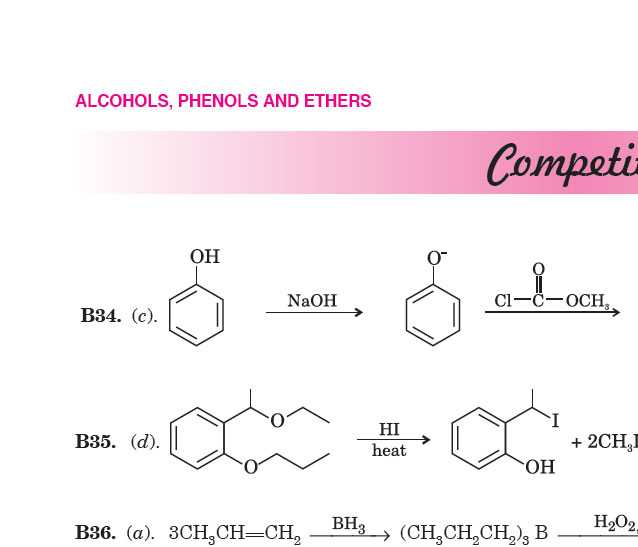 ALCOHOLS, PHENOLS AND ETHERS
OH
O⁻
O
B34. (c).
NaOH
Cl—C—OCH₃
O
B35. (d).
HI
heat
I
+ 2CH₃I
O
OH
B36. (a). 3CH₃CH=CH₂ BH₃ → (CH₃CH₂CH₂)₃ B H₂O₂,